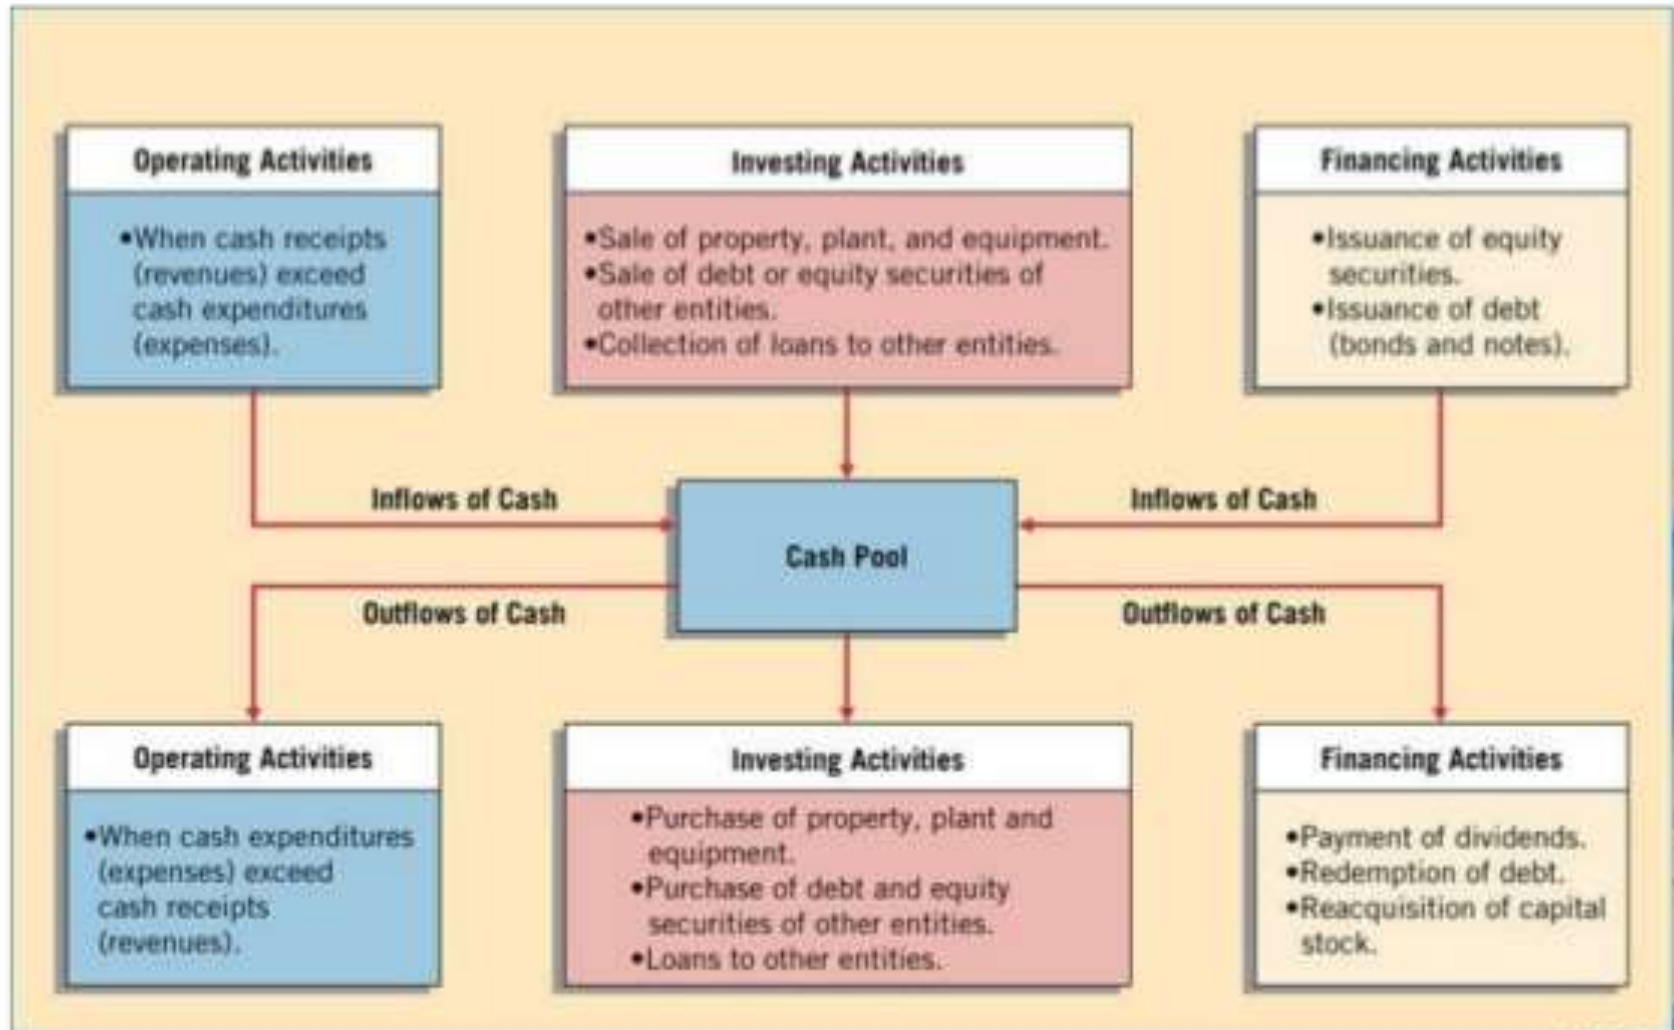 Operating Activities
•When cash receipts
(revenues) exceed
cash expenditures
(expenses).
Investing Activities
•Sale of property, plant, and equipment.
•Sale of debt or equity securities of
other entities.
•Collection of loans to other entities.
Financing Activities
•Issuance of equity
securities.
•Issuance of debt
(bonds and notes).
Inflows of Cash
Inflows of Cash
Cash Pool
Outflows of Cash
Outflows of Cash
Operating Activities
•When cash expenditures
(expenses) exceed
cash receipts
(revenues).
Investing Activities
•Purchase of property, plant and
equipment.
•Purchase of debt and equity
securities of other entities.
•Loans to other entities.
Financing Activities
•Payment of dividends.
•Redemption of debt.
•Reacquisition of capital
stock.